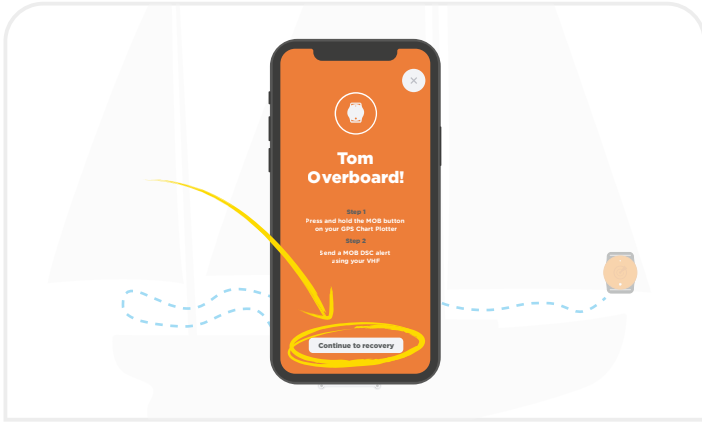 Tom
Overboard!
Step 1
Press and hold the MOB button
on your GPS Chart Plotter
Step 2
Send a MOB DSC alert
using your VHF
Continue to recovery